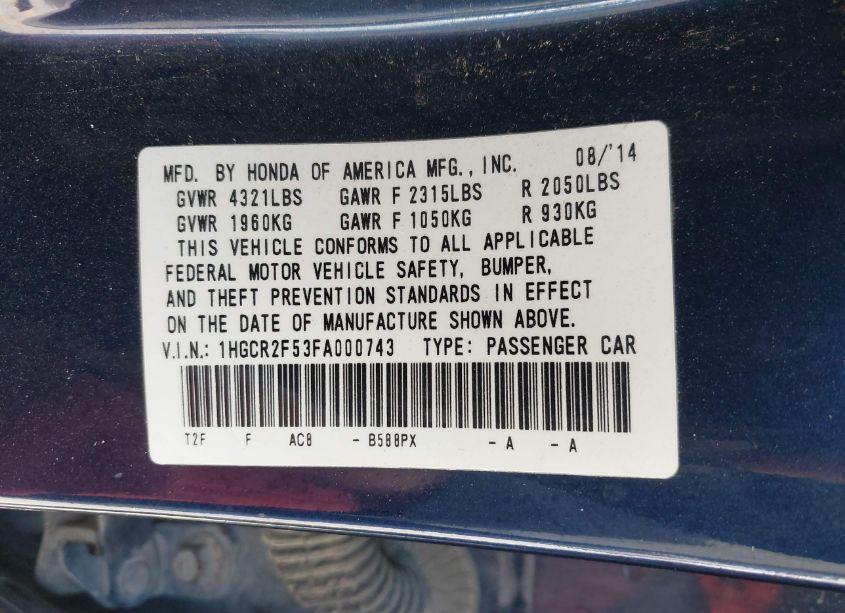 MFD. BY HONDA OF AMERICA MFG., INC. 08/'14
GVWR 4321LBS GAWR F 2315LBS R 2050LBS
GVWR 1960KG GAWR F 1050KG R 930KG
THIS VEHICLE CONFORMS TO ALL APPLICABLE
FEDERAL MOTOR VEHICLE SAFETY, BUMPER,
AND THEFT PREVENTION STANDARDS IN EFFECT
ON THE DATE OF MANUFACTURE SHOWN ABOVE.
V.I.N.: 1HGCR2F53FA000743 TYPE: PASSENGER CAR
T2F F AC8 - B588PX - A - A